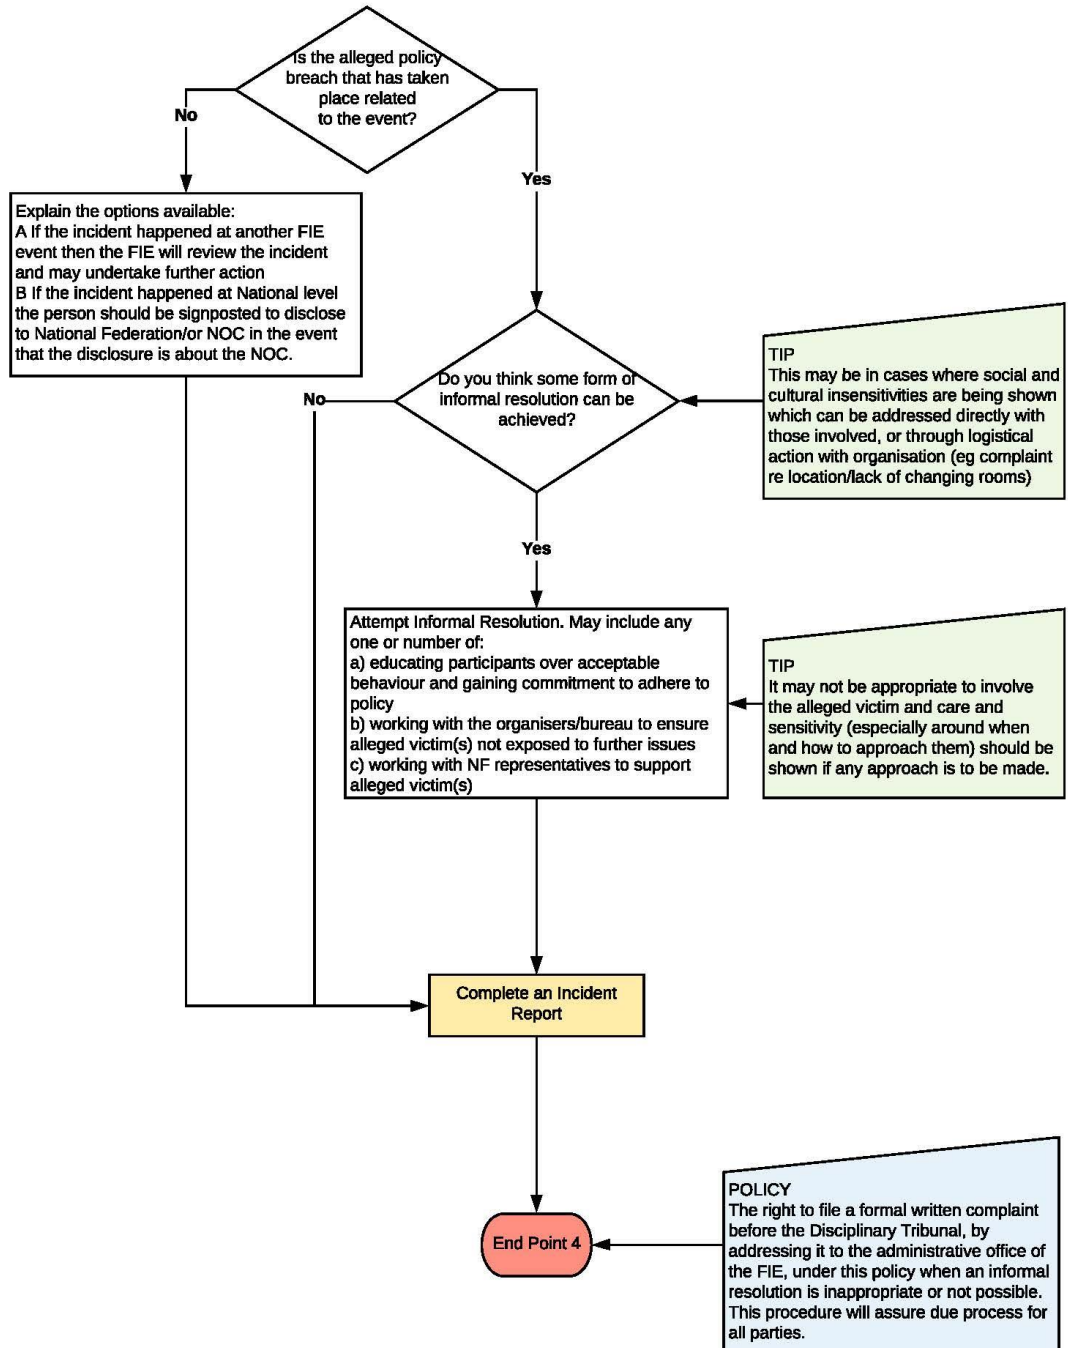 Is the alleged policy
breach that has taken
place related
to the event?
No
Yes
Explain the options available:
A If the incident happened at another FIE
event then the FIE will review the incident
and may undertake further action
B If the incident happened at National level
the person should be signposted to disclose
to National Federation/or NOC in the event
that the disclosure is about the NOC.
No
Do you think some form of
informal resolution can be
achieved?
TIP
This may be in cases where social and
cultural insensitivities are being shown
which can be addressed directly with
those involved, or through logistical
action with organisation (eg complaint
re location/lack of changing rooms)
Yes
Attempt Informal Resolution. May include any
one or number of:
a) educating participants over acceptable
behaviour and gaining commitment to adhere to
policy
b) working with the organisers/bureau to ensure
alleged victim(s) not exposed to further issues
c) working with NF representatives to support
alleged victim(s)
TIP
It may not be appropriate to involve
the alleged victim and care and
sensitivity (especially around when
and how to approach them) should be
shown if any approach is to be made.
Complete an Incident
Report
End Point 4
POLICY
The right to file a formal written complaint
before the Disciplinary Tribunal, by
addressing it to the administrative office of
the FIE, under this policy when an informal
resolution is inappropriate or not possible.
This procedure will assure due process for
all parties.